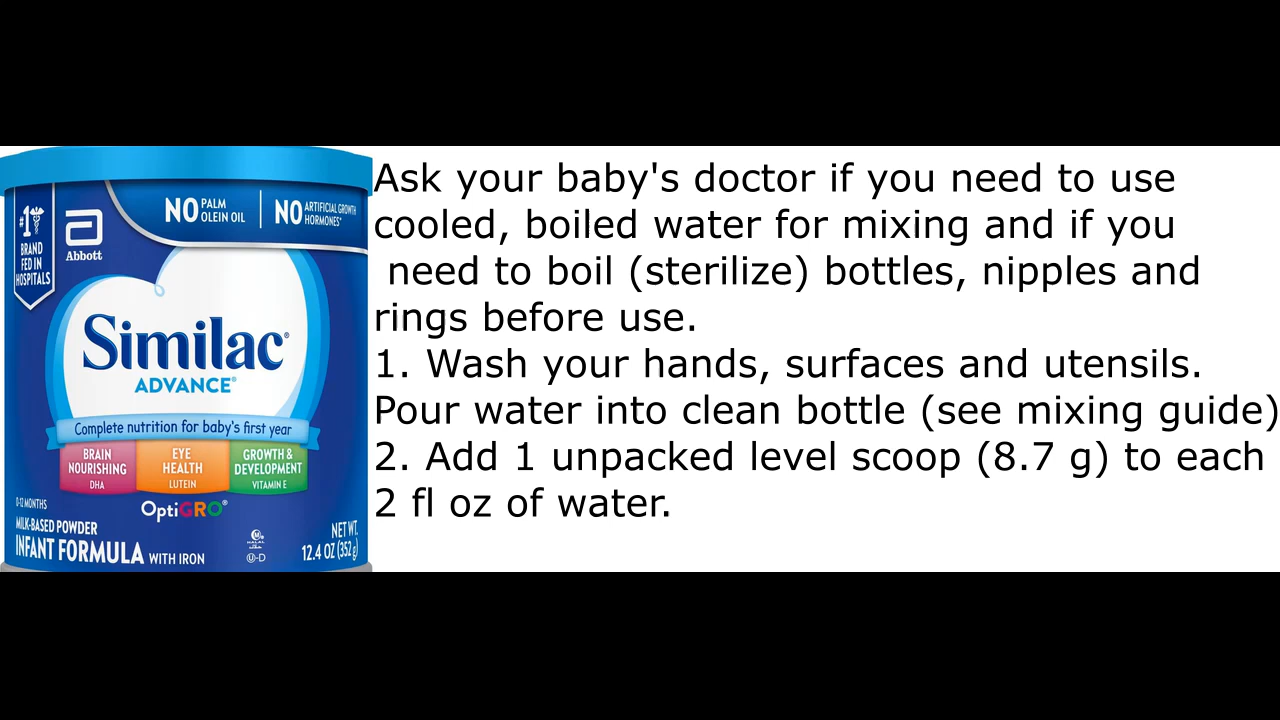 #1
BRAND
FED IN
HOSPITALS
Abbott
NO PALM OLEIN OIL
NO ARTIFICIAL GROWTH HORMONES
Similac®
ADVANCE®
Complete nutrition for baby's first year
BRAIN
NOURISHING
DHA
EYE
HEALTH
LUTEIN
GROWTH &
DEVELOPMENT
VITAMIN E
OptiGRO®
0-12 MONTHS
MILK-BASED POWDER
INFANT FORMULA WITH IRON
U-D
NET WT.
12.4 OZ (352 g)
Ask your baby's doctor if you need to use
cooled, boiled water for mixing and if you
need to boil (sterilize) bottles, nipples and
rings before use.
1. Wash your hands, surfaces and utensils.
Pour water into clean bottle (see mixing guide)
2. Add 1 unpacked level scoop (8.7 g) to each
2 fl oz of water.